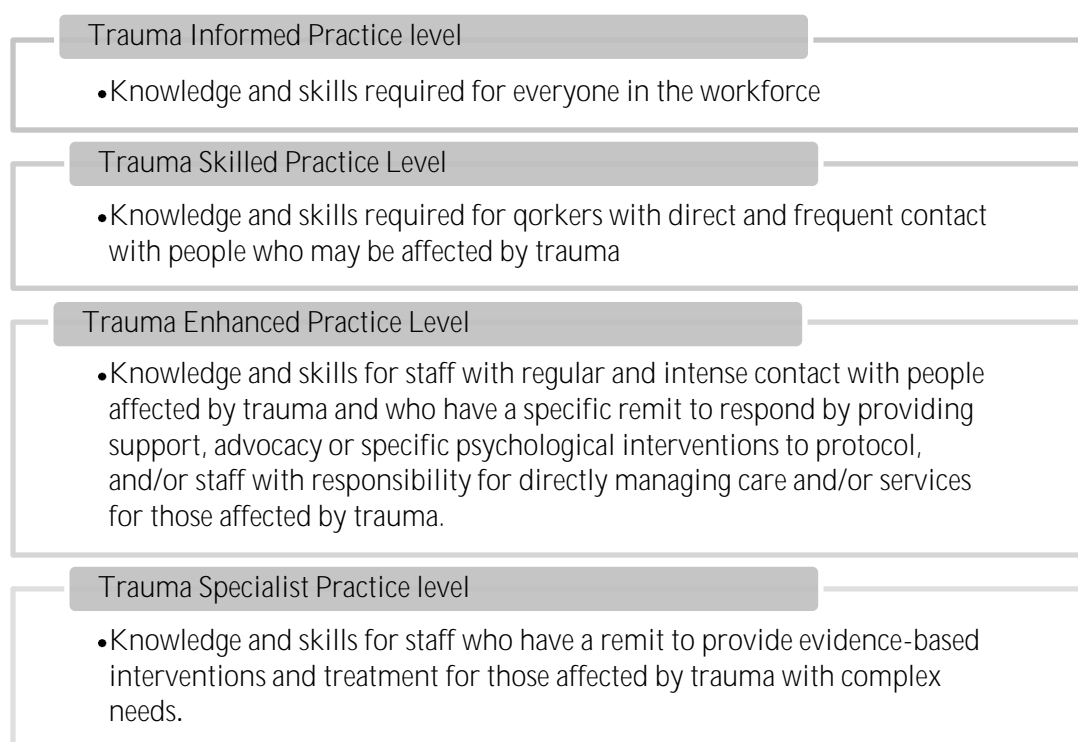 Trauma Informed Practice level
•Knowledge and skills required for everyone in the workforce
Trauma Skilled Practice Level
•Knowledge and skills required for qorkers with direct and frequent contact
with people who may be affected by trauma
Trauma Enhanced Practice Level
•Knowledge and skills for staff with regular and intense contact with people
affected by trauma and who have a specific remit to respond by providing
support, advocacy or specific psychological interventions to protocol,
and/or staff with responsibility for directly managing care and/or services
for those affected by trauma.
Trauma Specialist Practice level
•Knowledge and skills for staff who have a remit to provide evidence-based
interventions and treatment for those affected by trauma with complex
needs.